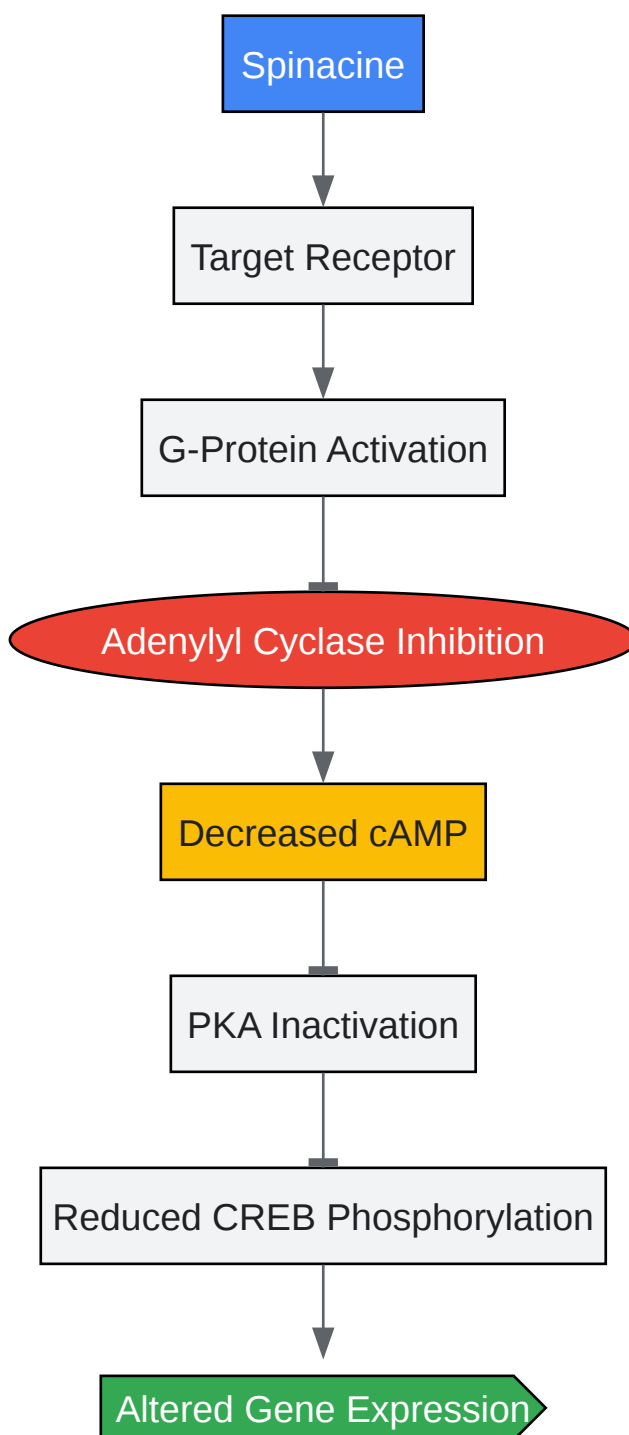 Spinacine
Target Receptor
G-Protein Activation
Adenylyl Cyclase Inhibition
Decreased cAMP
PKA Inactivation
Reduced CREB Phosphorylation
Altered Gene Expression